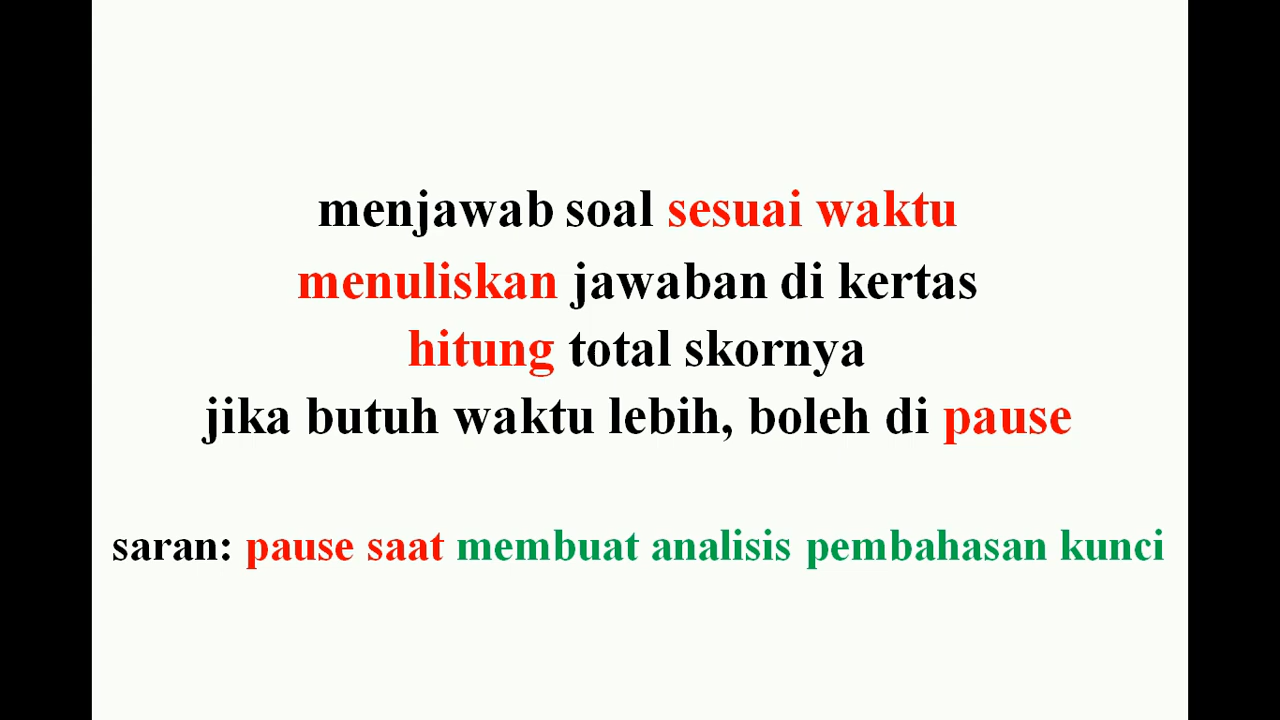 menjawab soal sesuai waktu
menuliskan jawaban di kertas
hitung total skornya
jika butuh waktu lebih, boleh di pause
saran: pause saat membuat analisis pembahasan kunci